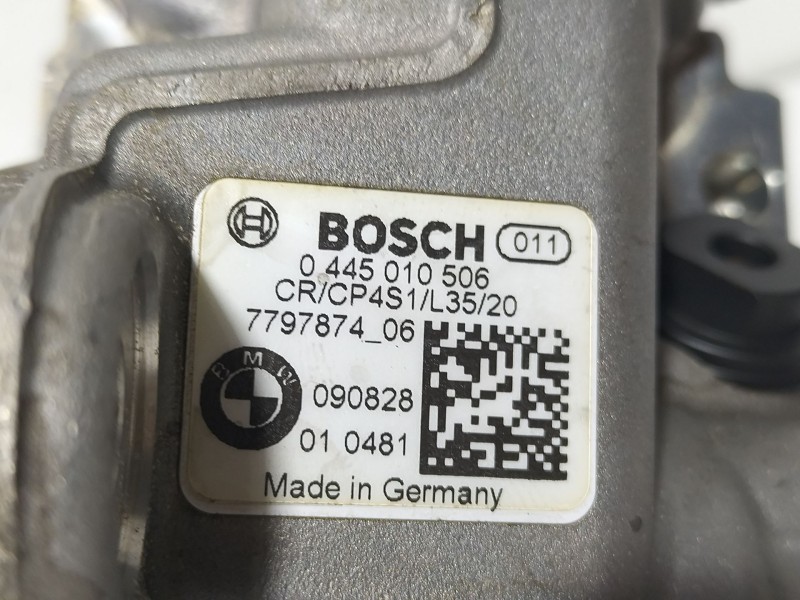 BOSCH 011
0 445 010 506
CR/CP4S1/L35/20
7797874_06
BMW
090828
01 0481
Made in Germany